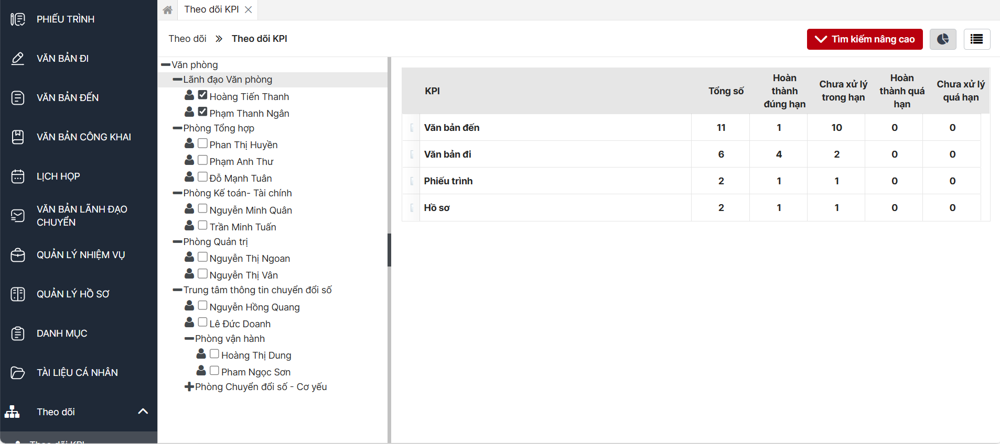 PHIẾU TRÌNH
VĂN BẢN ĐI
VĂN BẢN ĐẾN
VĂN BẢN CÔNG KHAI
LỊCH HỌP
VĂN BẢN LÃNH ĐẠO
CHUYỂN
QUẢN LÝ NHIỆM VỤ
QUẢN LÝ HỒ SƠ
DANH MỤC
TÀI LIỆU CÁ NHÂN
Theo dõi
Theo dõi KPI
Theo dõi KPI
Theo dõi » Theo dõi KPI
Tìm kiếm nâng cao
Văn phòng
Lãnh đạo Văn phòng
Hoàng Tiến Thanh
Phạm Thanh Ngân
Phòng Tổng hợp
Phan Thị Huyền
Phạm Anh Thư
Đỗ Mạnh Tuân
Phòng Kế toán- Tài chính
Nguyễn Minh Quân
Trần Minh Tuấn
Phòng Quản trị
Nguyễn Thị Ngoan
Nguyễn Thị Vân
Trung tâm thông tin chuyển đổi số
Nguyễn Hồng Quang
Lê Đức Doanh
Phòng vận hành
Hoàng Thị Dung
Pham Ngọc Sơn
Phòng Chuyển đổi số - Cơ yếu
KPI
Tổng số
Hoàn
thành
đúng hạn
Chưa xử lý
trong hạn
Hoàn
thành quá
hạn
Chưa xử lý
quá hạn
Văn bản đến 11 1 10 0 0
Văn bản đi 6 4 2 0 0
Phiếu trình 2 1 1 0 0
Hồ sơ 2 1 1 0 0